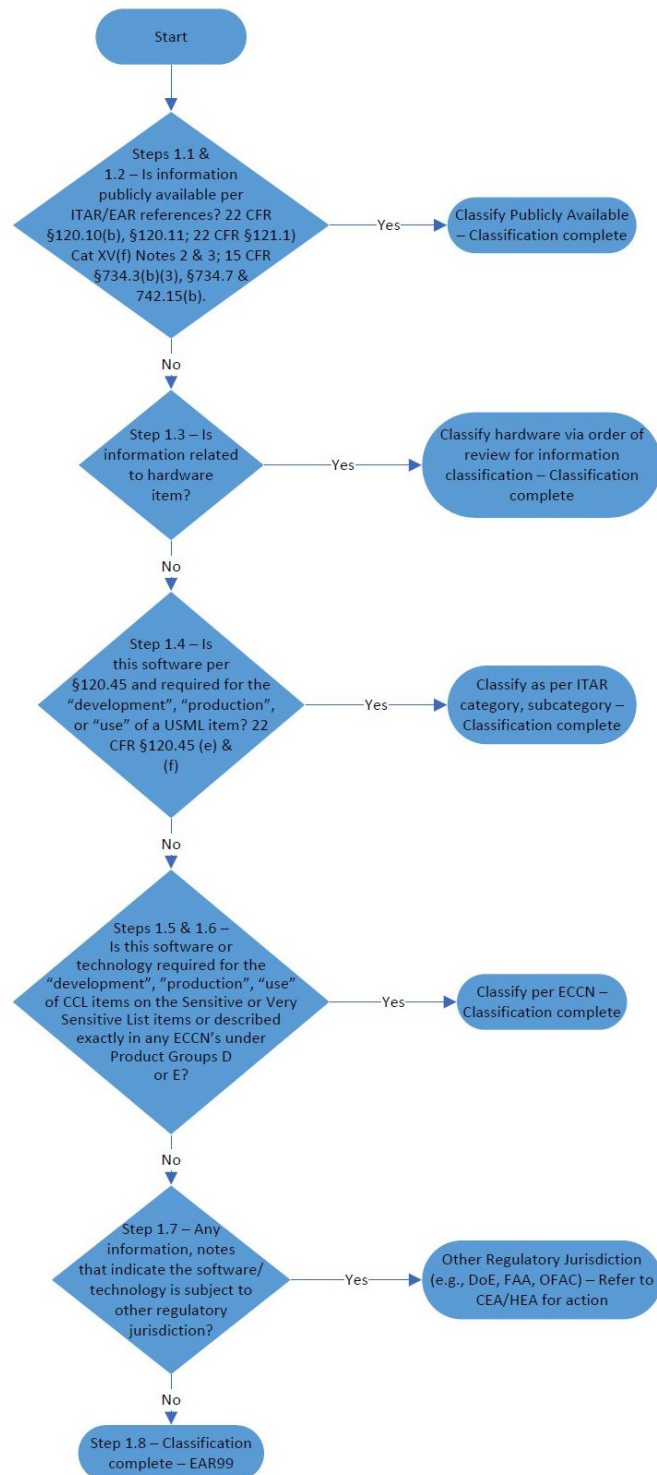 Start
Steps 1.1 &
1.2 – Is information
publicly available per
ITAR/EAR references? 22 CFR
§120.10(b), §120.11; 22 CFR §121.1)
Cat XV(f) Notes 2 & 3; 15 CFR
§734.3(b)(3), §734.7 &
742.15(b).
Yes
Classify Publicly Available
– Classification complete
No
Step 1.3 – Is
information related
to hardware
item?
Yes
Classify hardware via order of
review for information
classification – Classification
complete
No
Step 1.4 – Is
this software per
§120.45 and required for the
“development”, “production”,
or “use” of a USML item? 22
CFR §120.45 (e) &
(f)
Yes
Classify as per ITAR
category, subcategory –
Classification complete
No
Steps 1.5 & 1.6 –
Is this software or
technology required for the
“development”, ”production”, “use”
of CCL items on the Sensitive or Very
Sensitive List items or described
exactly in any ECCN’s under
Product Groups D
or E?
Yes
Classify per ECCN –
Classification complete
No
Step 1.7 – Any
information, notes
that indicate the software/
technology is subject to
other regulatory
jurisdiction?
Yes
Other Regulatory Jurisdiction
(e.g., DoE, FAA, OFAC) – Refer to
CEA/HEA for action
No
Step 1.8 – Classification
complete – EAR99